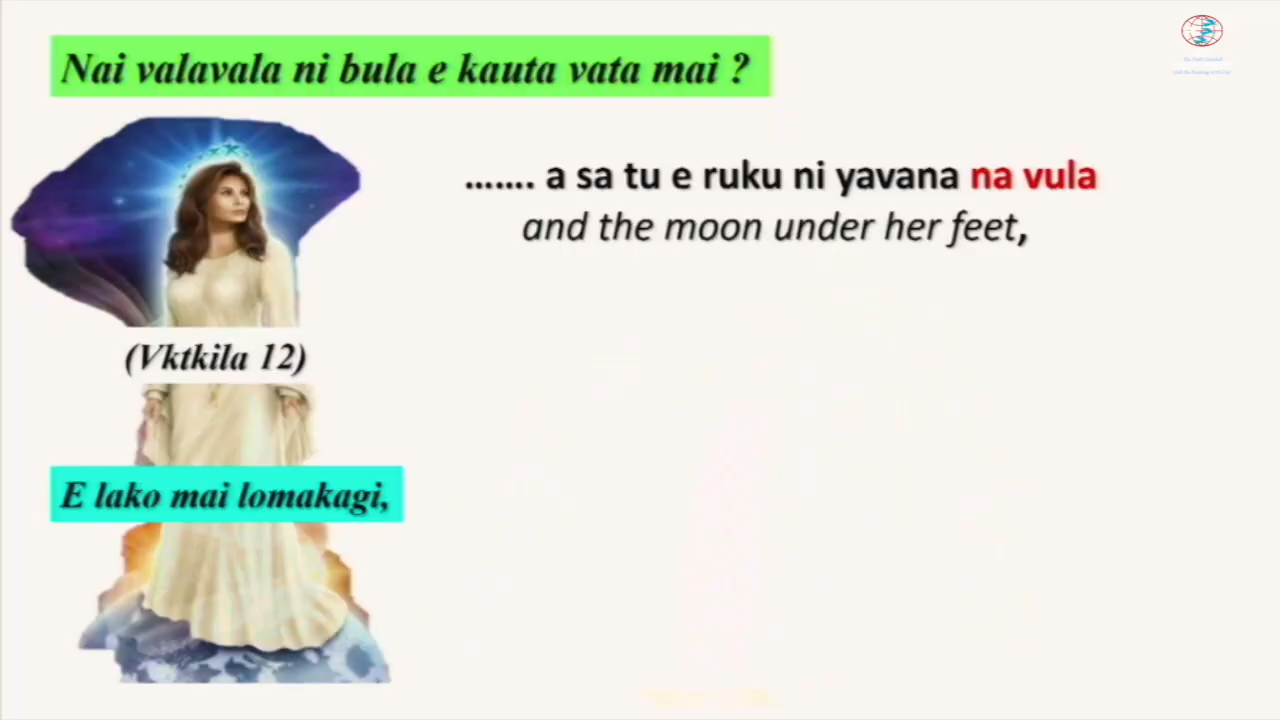 Nai valavala ni bula e kauta vata mai ?
……. a sa tu e ruku ni yavana na vula
and the moon under her feet,
(Vktkila 12)
E lako mai lomakagi,